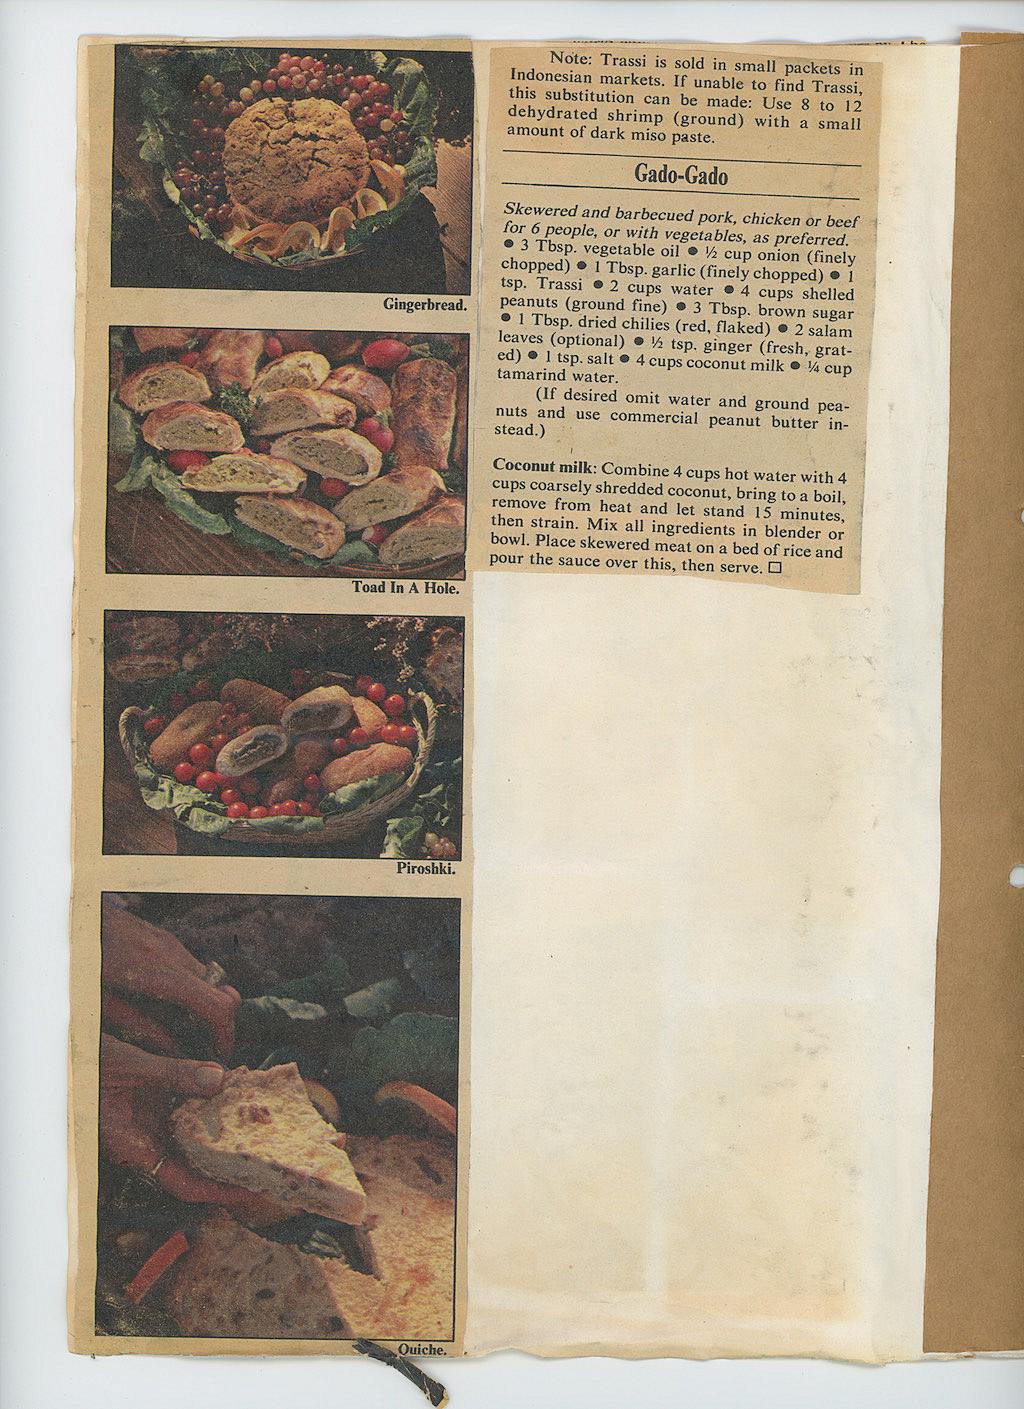 Gingerbread.
Toad In A Hole.
Piroshki.
Quiche.
Note: Trassi is sold in small packets in
Indonesian markets. If unable to find Trassi,
this substitution can be made: Use 8 to 12
dehydrated shrimp (ground) with a small
amount of dark miso paste.
Gado-Gado
Skewered and barbecued pork, chicken or beef
for 6 people, or with vegetables, as preferred.
● 3 Tbsp. vegetable oil ● ½ cup onion (finely
chopped) ● 1 Tbsp. garlic (finely chopped) ● 1
tsp. Trassi ● 2 cups water ● 4 cups shelled
peanuts (ground fine) ● 3 Tbsp. brown sugar
● 1 Tbsp. dried chilies (red, flaked) ● 2 salam
leaves (optional) ● ½ tsp. ginger (fresh, grat-
ed) ● 1 tsp. salt ● 4 cups coconut milk ● ¼ cup
tamarind water.
(If desired omit water and ground pea-
nuts and use commercial peanut butter in-
stead.)
Coconut milk: Combine 4 cups hot water with 4
cups coarsely shredded coconut, bring to a boil,
remove from heat and let stand 15 minutes,
then strain. Mix all ingredients in blender or
bowl. Place skewered meat on a bed of rice and
pour the sauce over this, then serve. □